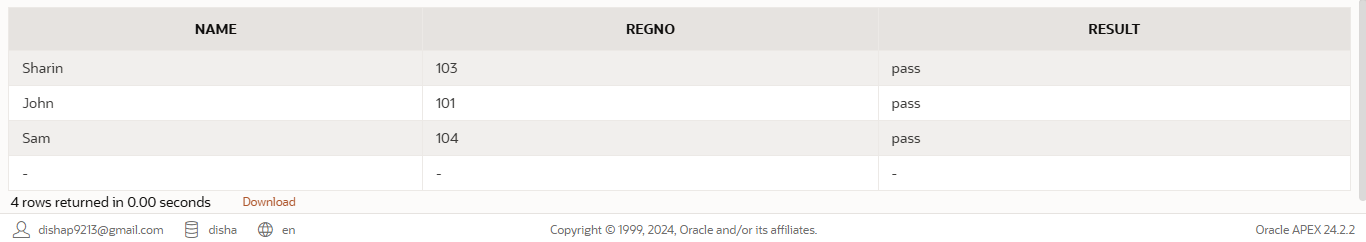 NAME REGNO RESULT
Sharin 103 pass
John 101 pass
Sam 104 pass
- - -
4 rows returned in 0.00 seconds Download
dishap9213@gmail.com disha en Copyright © 1999, 2024, Oracle and/or its affiliates. Oracle APEX 24.2.2